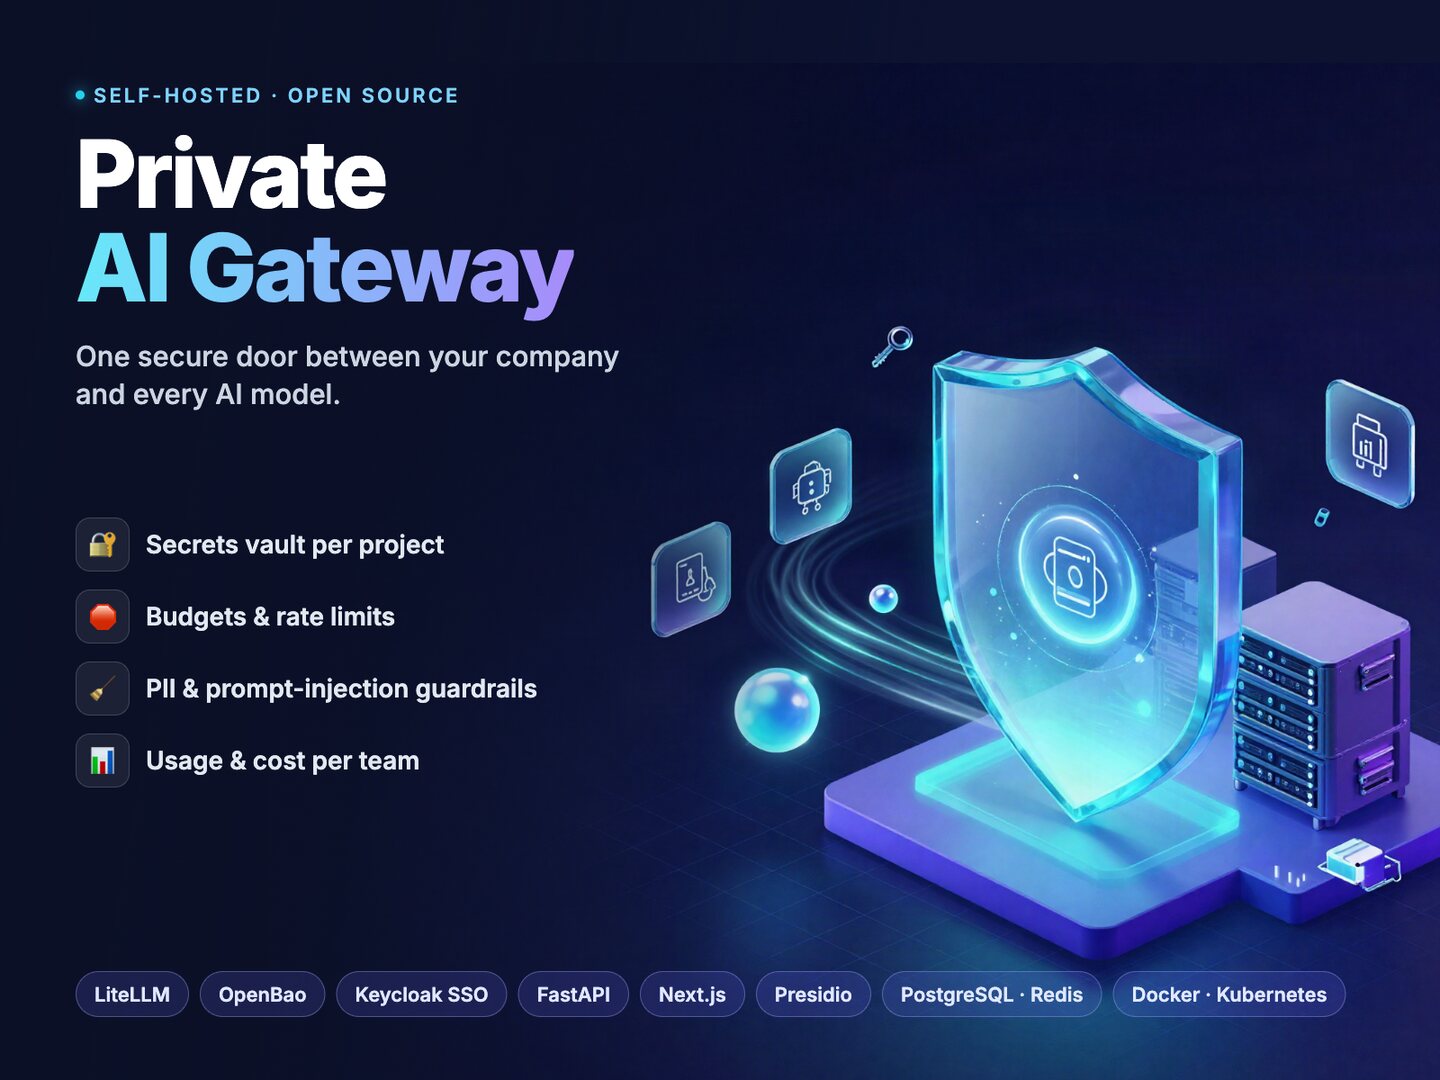 SELF-HOSTED · OPEN SOURCE
Private
AI Gateway
One secure door between your company
and every AI model.
Secrets vault per project
Budgets & rate limits
PII & prompt-injection guardrails
Usage & cost per team
LiteLLM
OpenBao
Keycloak SSO
FastAPI
Next.js
Presidio
PostgreSQL · Redis
Docker · Kubernetes